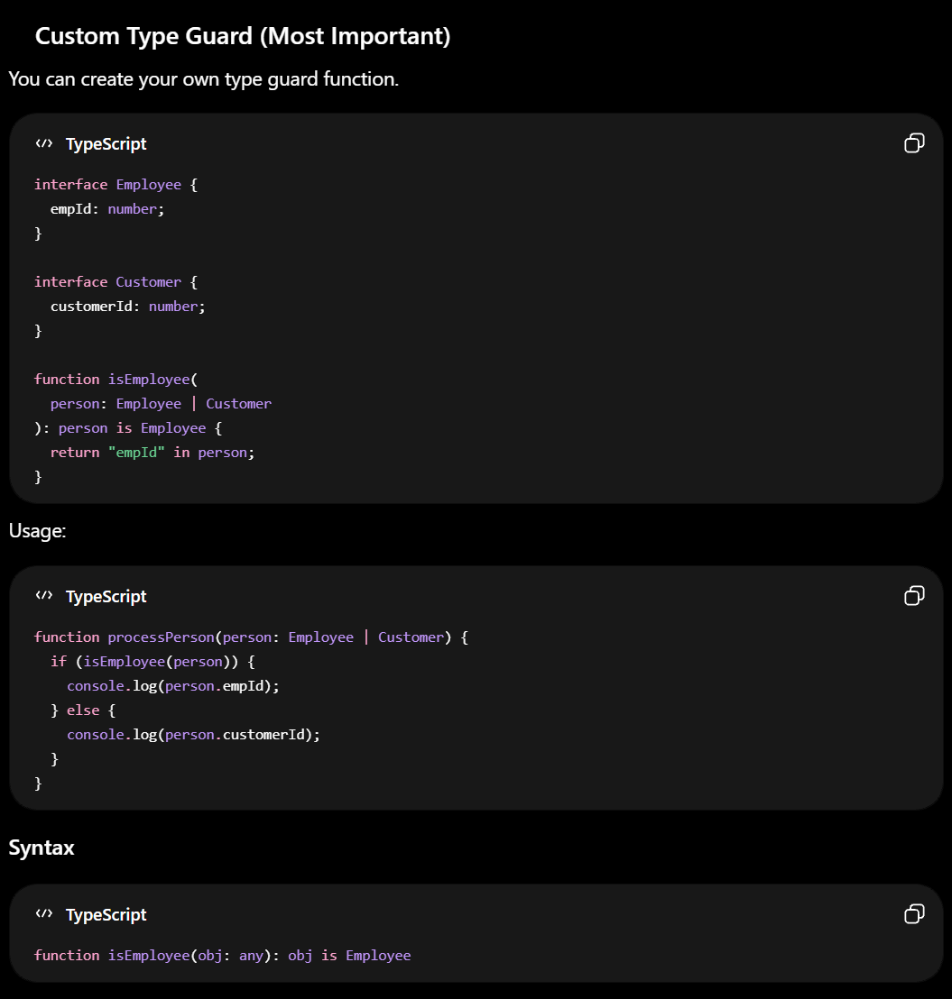 Custom Type Guard (Most Important)
You can create your own type guard function.
</> TypeScript
interface Employee {
  empId: number;
}

interface Customer {
  customerId: number;
}

function isEmployee(
  person: Employee | Customer
): person is Employee {
  return "empId" in person;
}
Usage:
</> TypeScript
function processPerson(person: Employee | Customer) {
  if (isEmployee(person)) {
    console.log(person.empId);
  } else {
    console.log(person.customerId);
  }
}
Syntax
</> TypeScript
function isEmployee(obj: any): obj is Employee